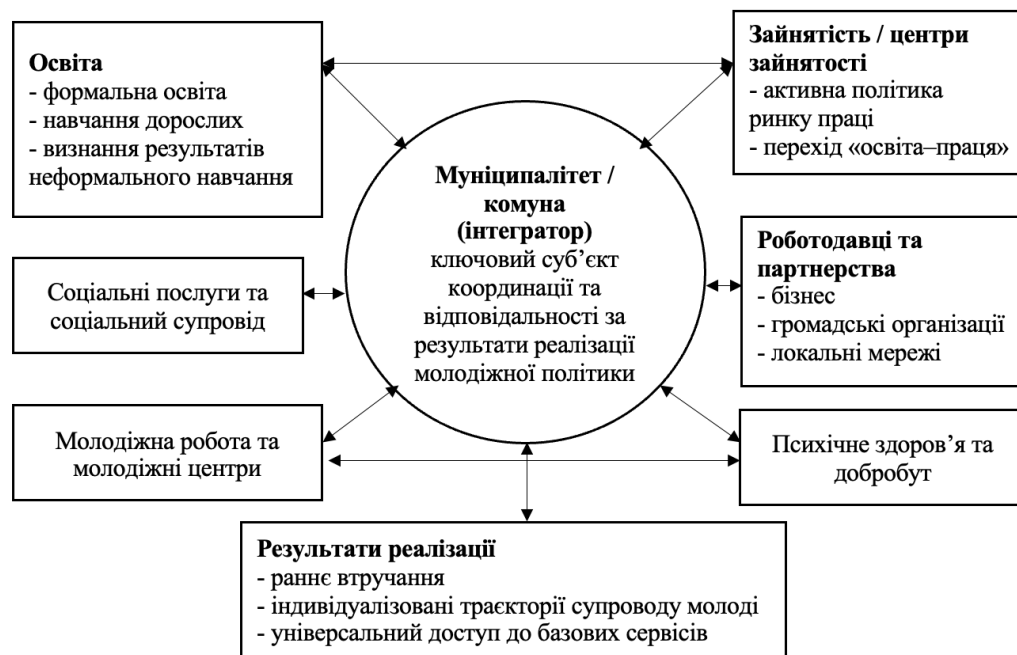 Освіта
- формальна освіта
- навчання дорослих
- визнання результатів
неформального навчання
Зайнятість / центри
зайнятості
- активна політика
ринку праці
- перехід «освіта–праця»
Муніципалітет /
комуна
(інтегратор)
ключовий суб’єкт
координації та
відповідальності за
результати реалізації
молодіжної політики
Соціальні послуги та
соціальний супровід
Роботодавці та
партнерства
- бізнес
- громадські організації
- локальні мережі
Молодіжна робота та
молодіжні центри
Психічне здоров’я та
добробут
Результати реалізації
- раннє втручання
- індивідуалізовані траєкторії супроводу молоді
- універсальний доступ до базових сервісів